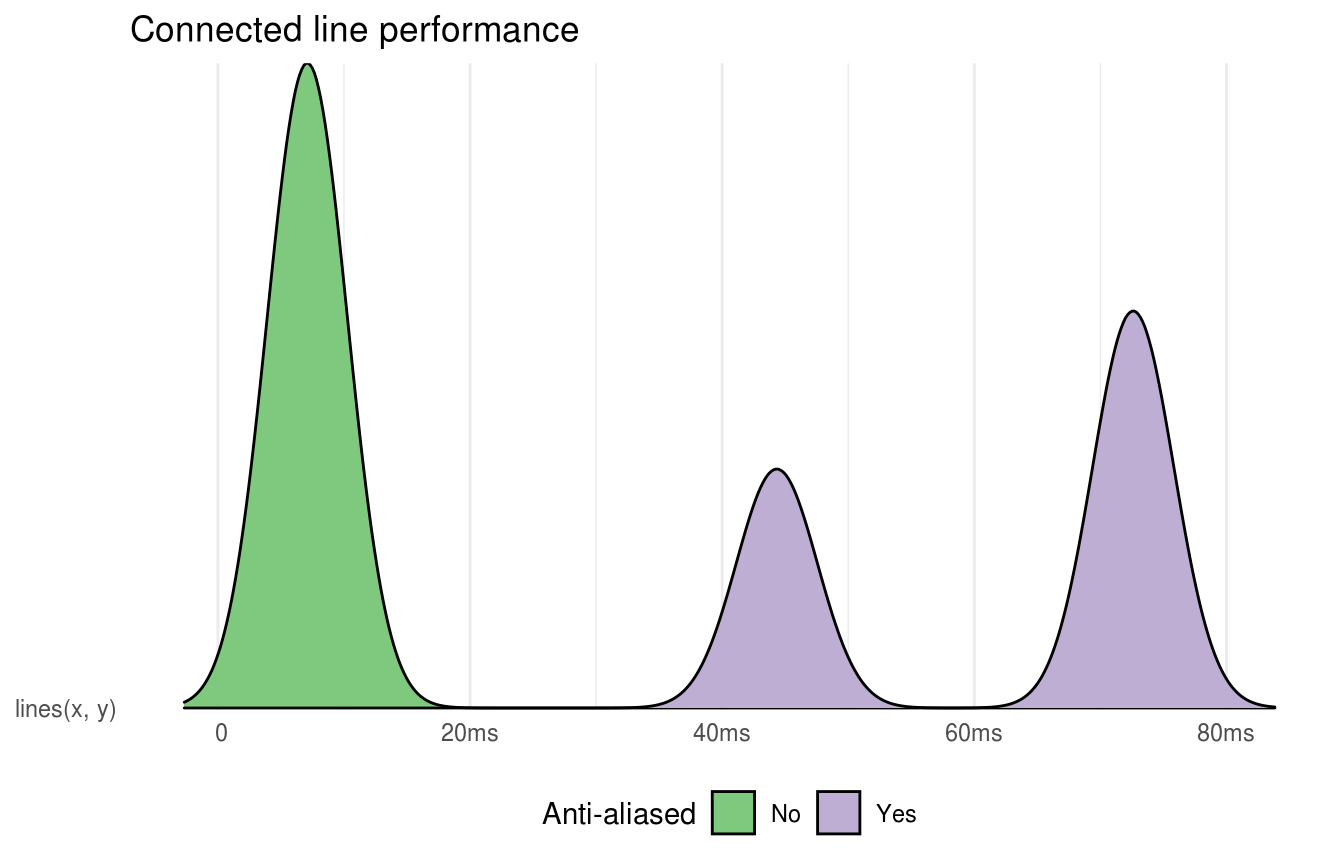 Connected line performance
lines(x, y)
0 20ms 40ms 60ms 80ms
Anti-aliased No Yes